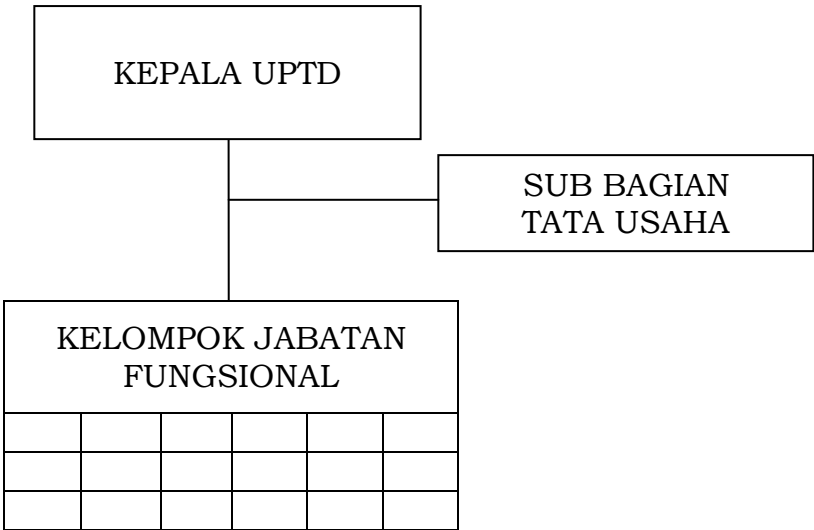 KEPALA UPTD
SUB BAGIAN
TATA USAHA
KELOMPOK JABATAN
FUNGSIONAL